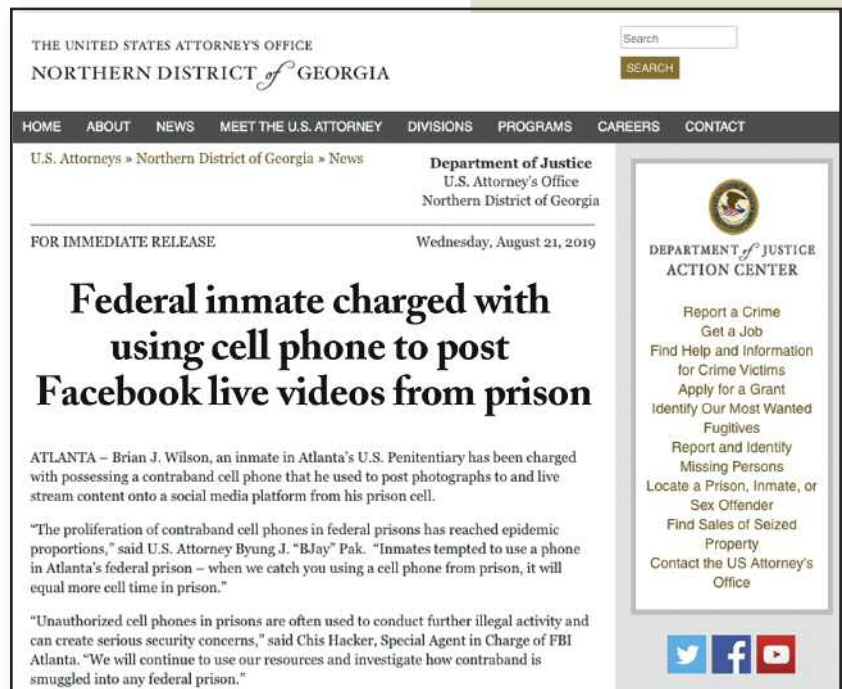 THE UNITED STATES ATTORNEY'S OFFICE
NORTHERN DISTRICT of GEORGIA
Search
SEARCH
HOME ABOUT NEWS MEET THE U.S. ATTORNEY DIVISIONS PROGRAMS CAREERS CONTACT
U.S. Attorneys » Northern District of Georgia » News
Department of Justice
U.S. Attorney's Office
Northern District of Georgia
FOR IMMEDIATE RELEASE
Wednesday, August 21, 2019
Federal inmate charged with
using cell phone to post
Facebook live videos from prison
ATLANTA – Brian J. Wilson, an inmate in Atlanta's U.S. Penitentiary has been charged
with possessing a contraband cell phone that he used to post photographs to and live
stream content onto a social media platform from his prison cell.
“The proliferation of contraband cell phones in federal prisons has reached epidemic
proportions,” said U.S. Attorney Byung J. “BJay” Pak. “Inmates tempted to use a phone
in Atlanta's federal prison – when we catch you using a cell phone from prison, it will
equal more cell time in prison.”
“Unauthorized cell phones in prisons are often used to conduct further illegal activity and
can create serious security concerns,” said Chis Hacker, Special Agent in Charge of FBI
Atlanta. “We will continue to use our resources and investigate how contraband is
smuggled into any federal prison.”
DEPARTMENT of JUSTICE
ACTION CENTER
Report a Crime
Get a Job
Find Help and Information
for Crime Victims
Apply for a Grant
Identify Our Most Wanted
Fugitives
Report and Identify
Missing Persons
Locate a Prison, Inmate, or
Sex Offender
Find Sales of Seized
Property
Contact the US Attorney's
Office